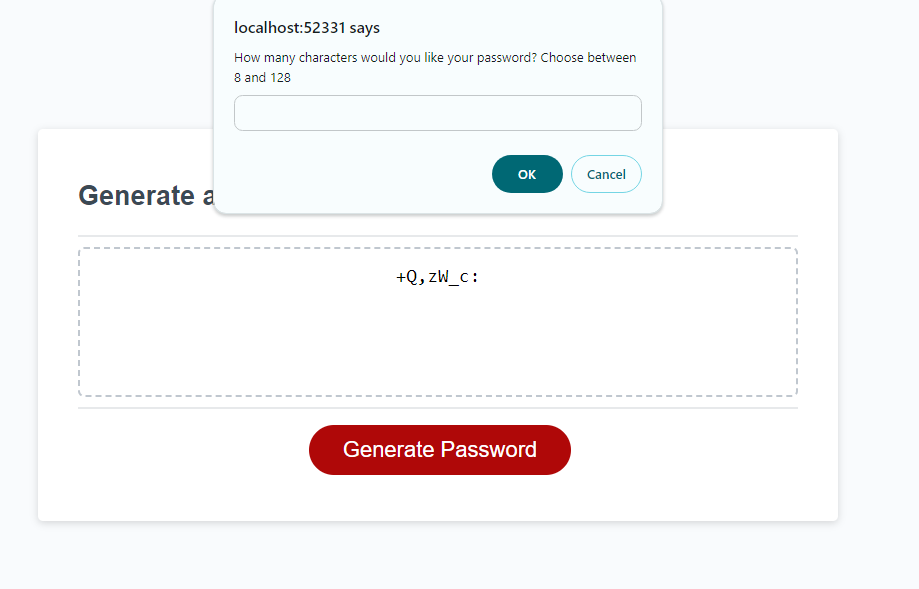 localhost:52331 says
How many characters would you like your password? Choose between
8 and 128
OK
Cancel
Generate a
+Q,zW_c:
Generate Password